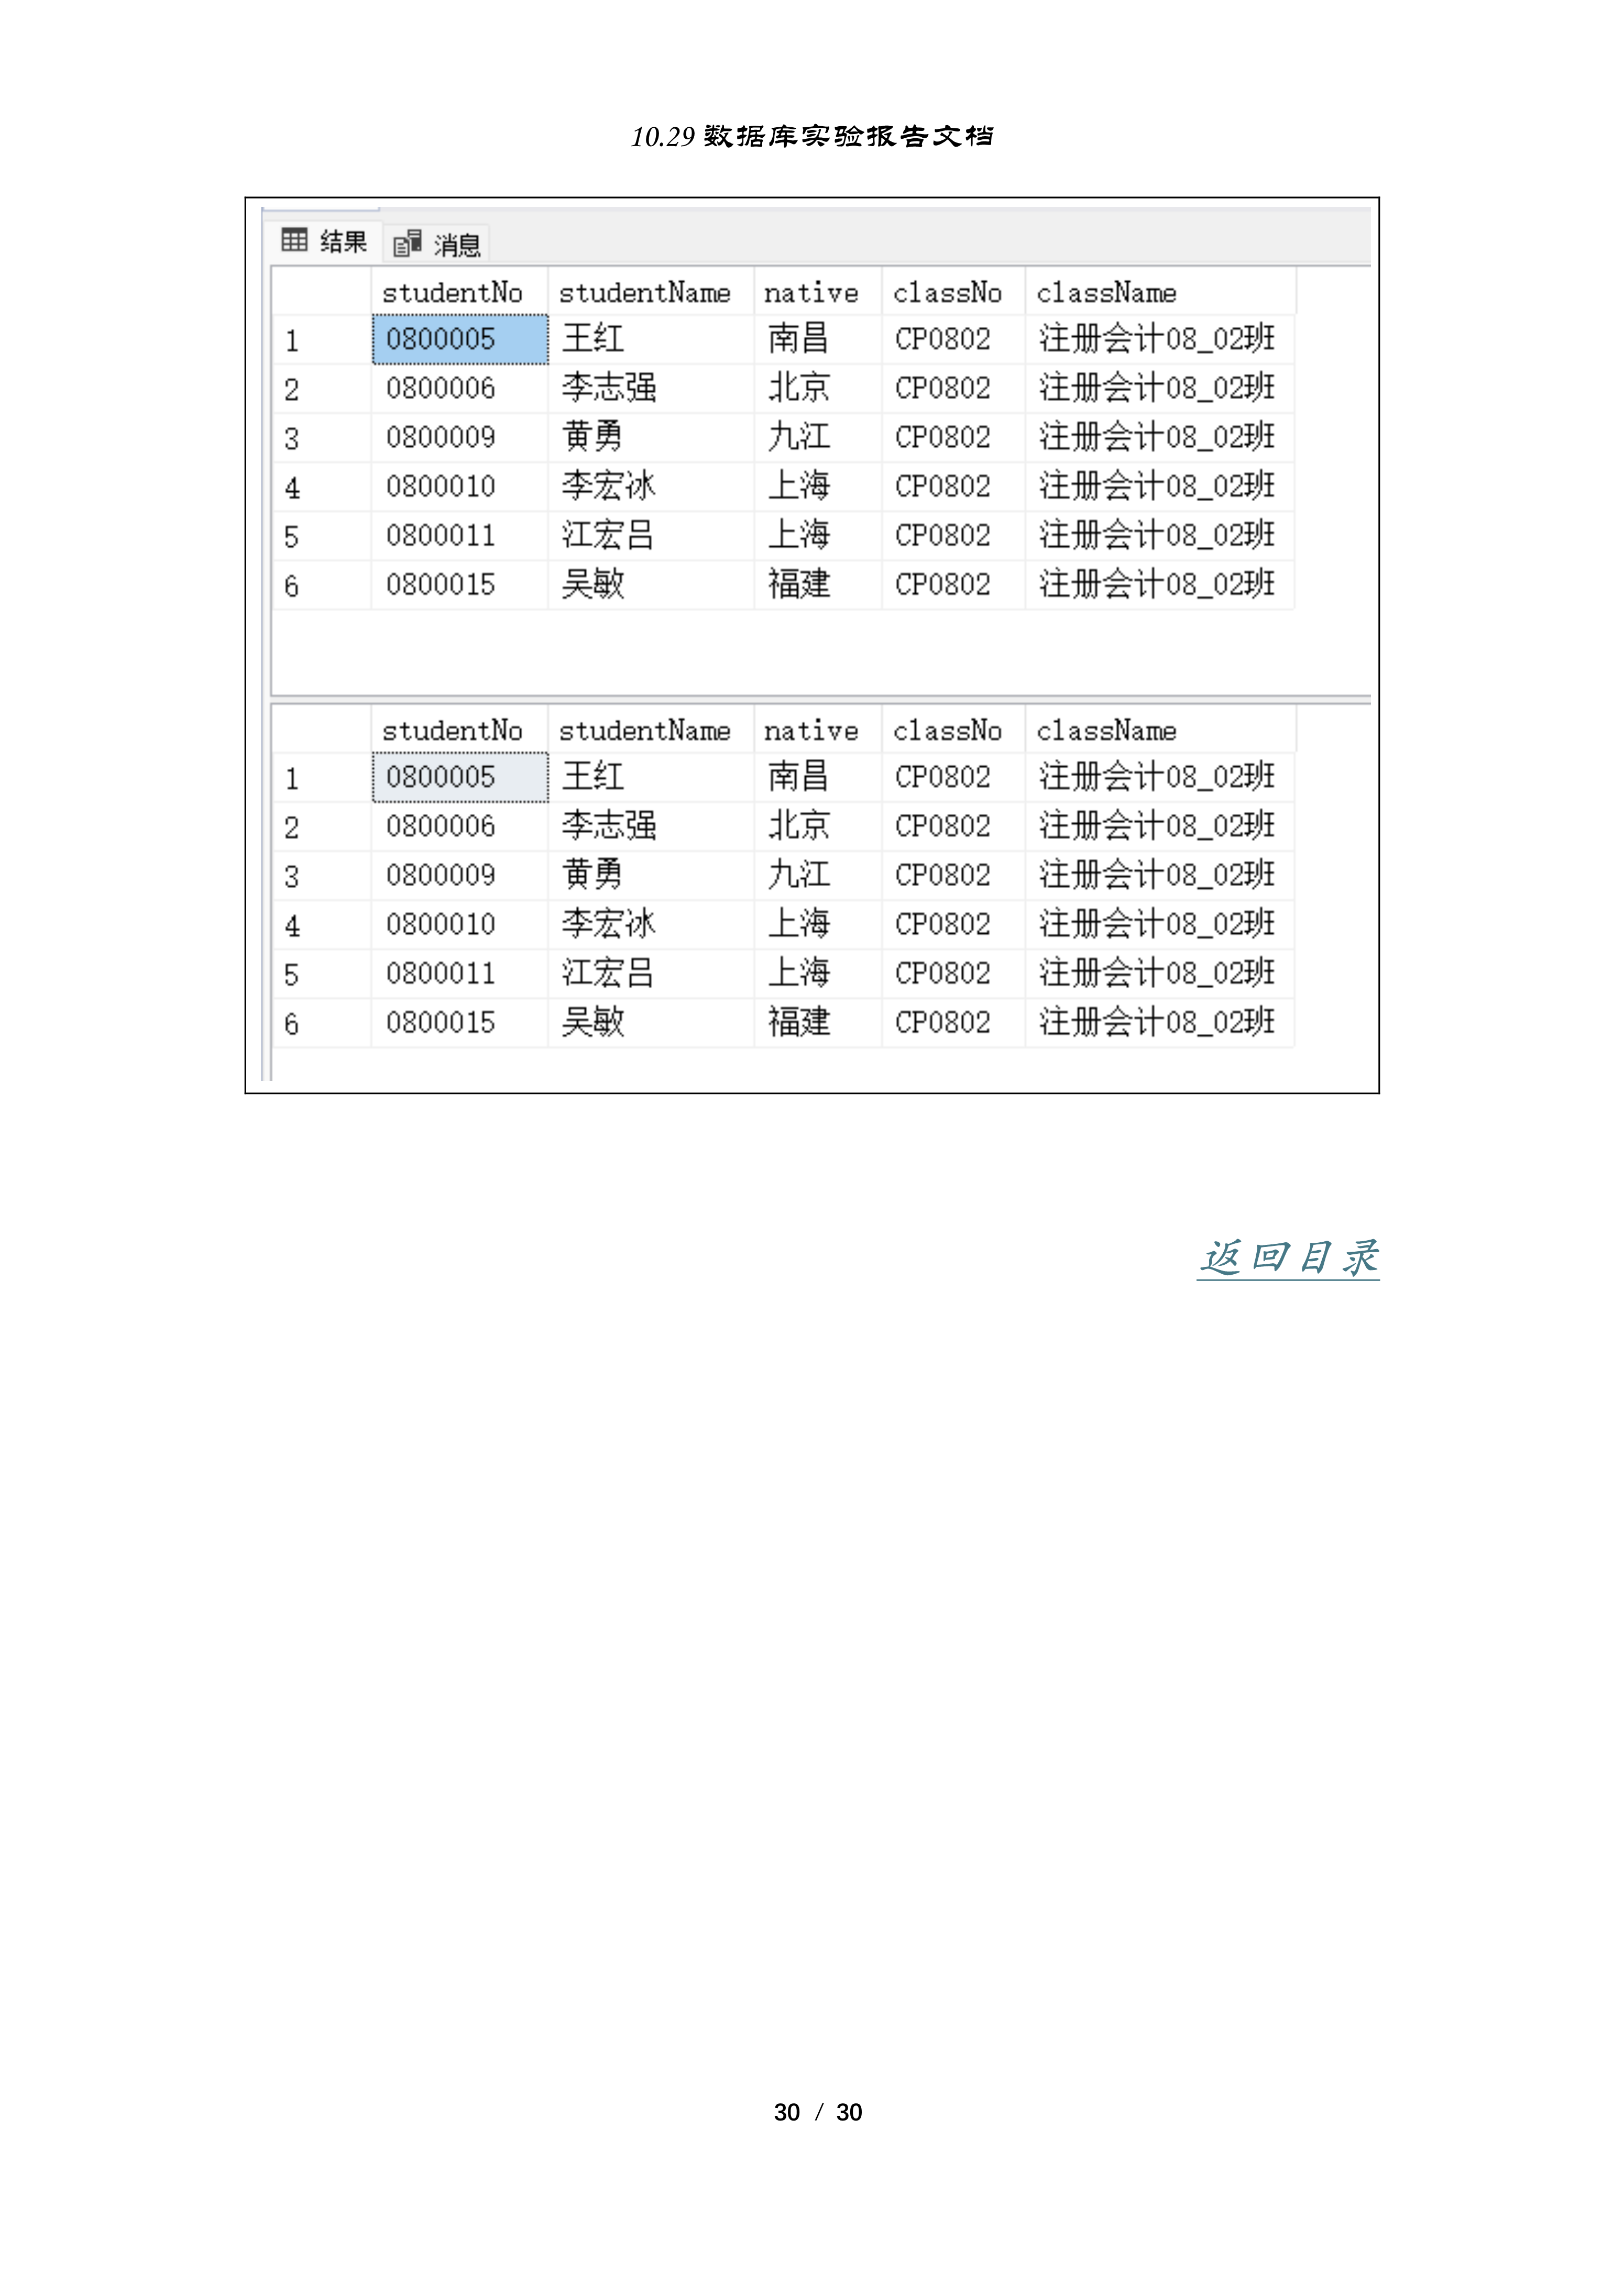 10.29 数据库实验报告文档
结果 消息
studentNo studentName native classNo className
1 0800005 王红 南昌 CP0802 注册会计08_02班
2 0800006 李志强 北京 CP0802 注册会计08_02班
3 0800009 黄勇 九江 CP0802 注册会计08_02班
4 0800010 李宏冰 上海 CP0802 注册会计08_02班
5 0800011 江宏吕 上海 CP0802 注册会计08_02班
6 0800015 吴敏 福建 CP0802 注册会计08_02班
studentNo studentName native classNo className
1 0800005 王红 南昌 CP0802 注册会计08_02班
2 0800006 李志强 北京 CP0802 注册会计08_02班
3 0800009 黄勇 九江 CP0802 注册会计08_02班
4 0800010 李宏冰 上海 CP0802 注册会计08_02班
5 0800011 江宏吕 上海 CP0802 注册会计08_02班
6 0800015 吴敏 福建 CP0802 注册会计08_02班
返回目录
30 / 30